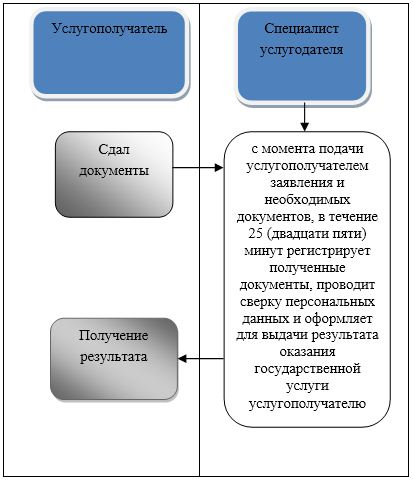 Услугополучатель
Специалист
услугодателя
Сдал
документы
с момента подачи
услугополучателем
заявления и
необходимых
документов, в течение
25 (двадцати пяти)
минут регистрирует
полученные
документы, проводит
сверку персональных
данных и оформляет
для выдачи результата
оказания
государственной
услуги
услугополучателю
Получение
результата